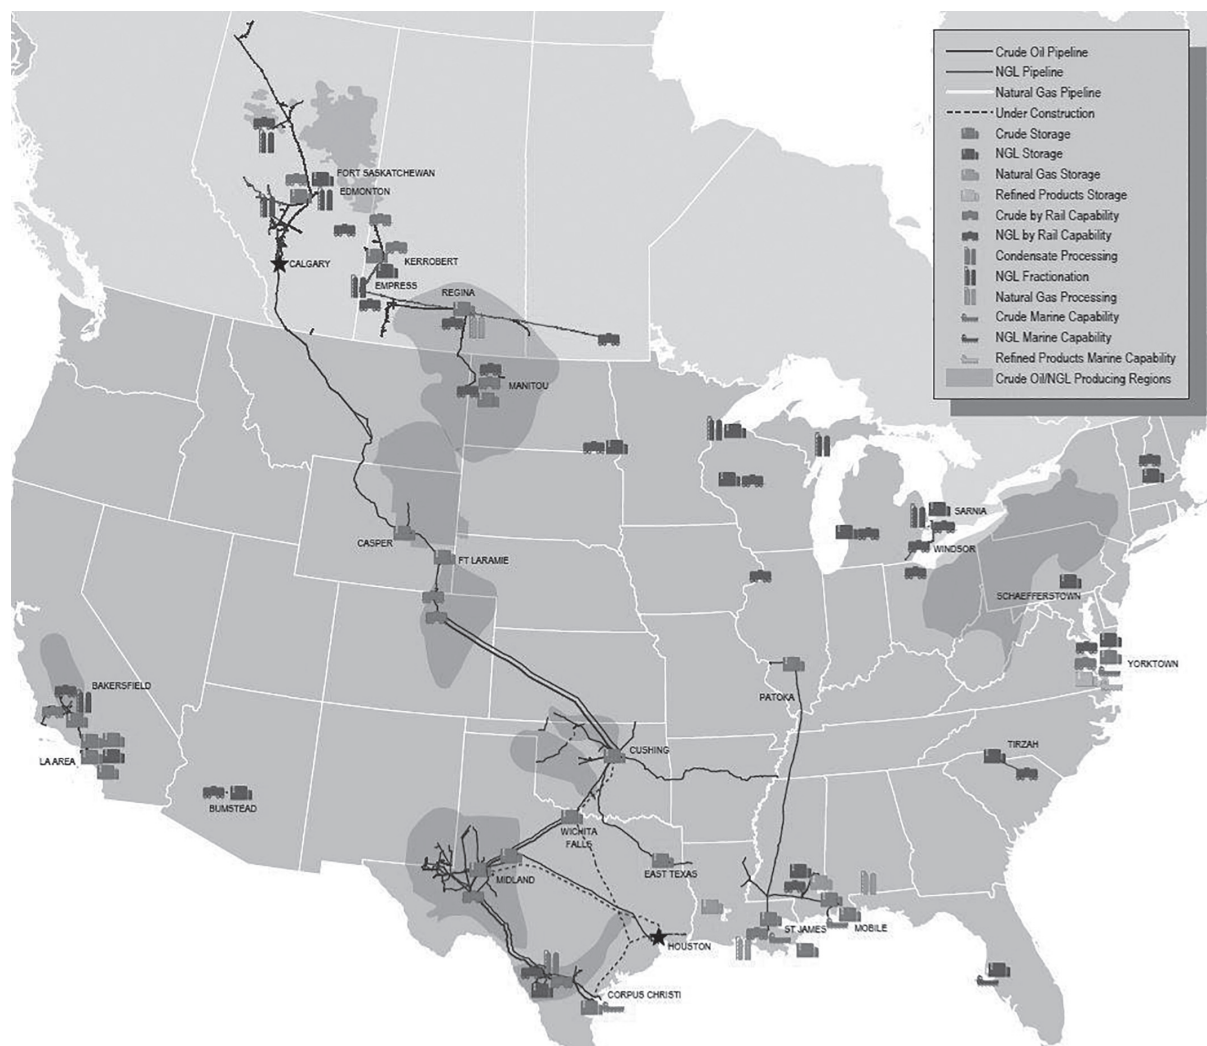 Crude Oil Pipeline
NGL Pipeline
Natural Gas Pipeline
Under Construction
Crude Storage
NGL Storage
Natural Gas Storage
Refined Products Storage
Crude by Rail Capability
NGL by Rail Capability
Condensate Processing
NGL Fractionation
Natural Gas Processing
Crude Marine Capability
NGL Marine Capability
Refined Products Marine Capability
Crude Oil/NGL Producing Regions
FORT SASKATCHEWAN
EDMONTON
CALGARY
KERROBERT
EMPRESS
REGINA
MANITOU
SARNIA
WINDSOR
CASPER
FT LARAMIE
SCHAEFFERSTOWN
YORKTOWN
BAKERSFIELD
PATOKA
LA AREA
CUSHING
TIRZAH
BUMSTEAD
WICHITA
FALLS
EAST TEXAS
MIDLAND
ST JAMES
MOBILE
HOUSTON
CORPUS CHRISTI